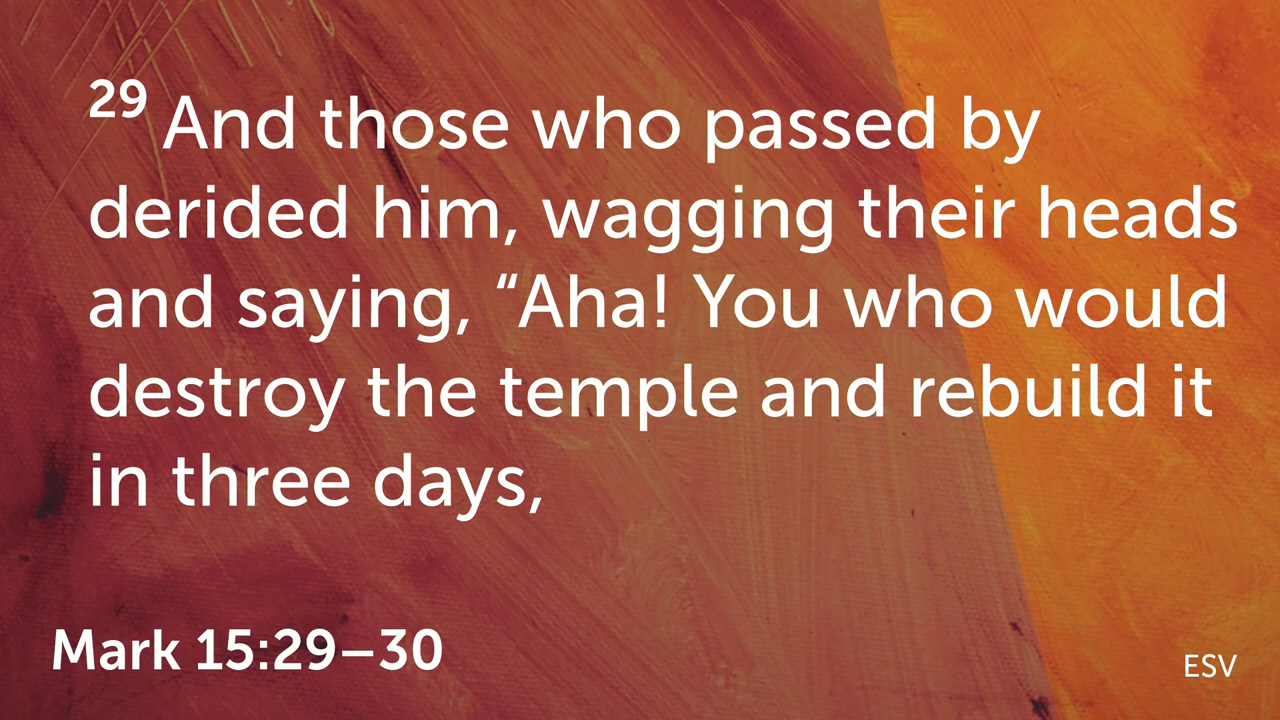 29 And those who passed by
derided him, wagging their heads
and saying, “Aha! You who would
destroy the temple and rebuild it
in three days,
Mark 15:29–30
ESV